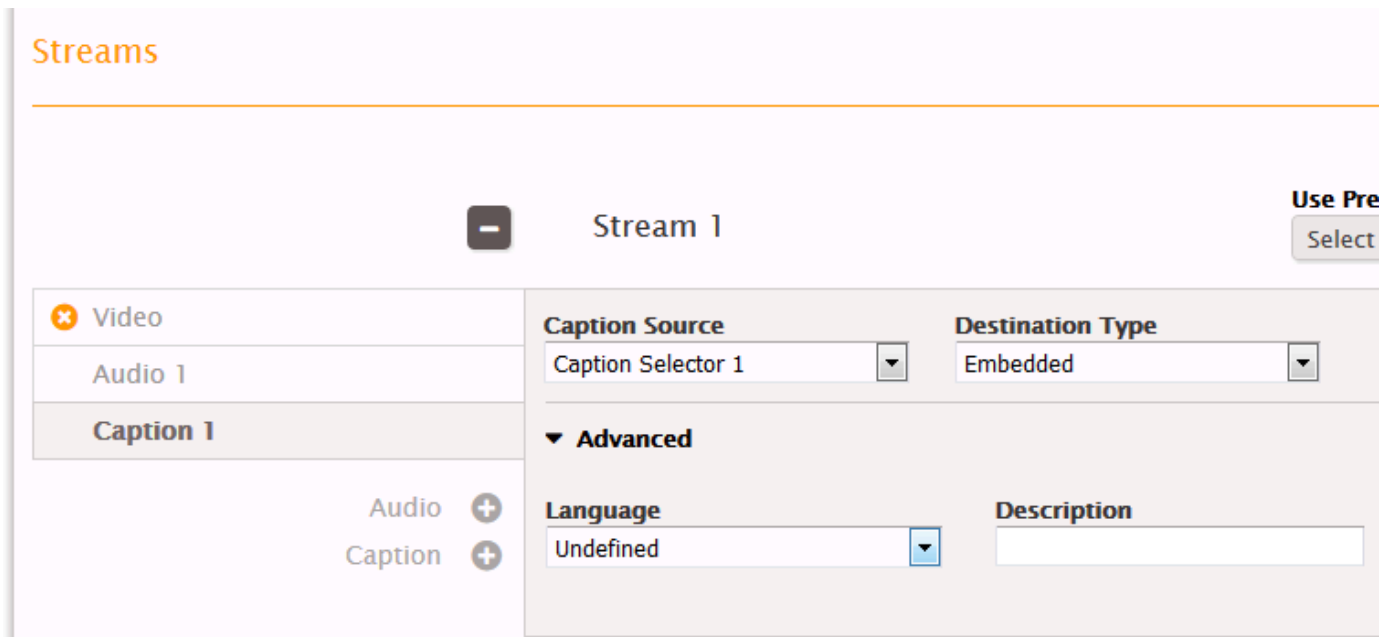 Streams
Use Pre
Stream 1
Select
Video
Audio 1
Caption 1
Audio
Caption
Caption Source
Destination Type
Caption Selector 1
Embedded
Advanced
Language
Description
Undefined